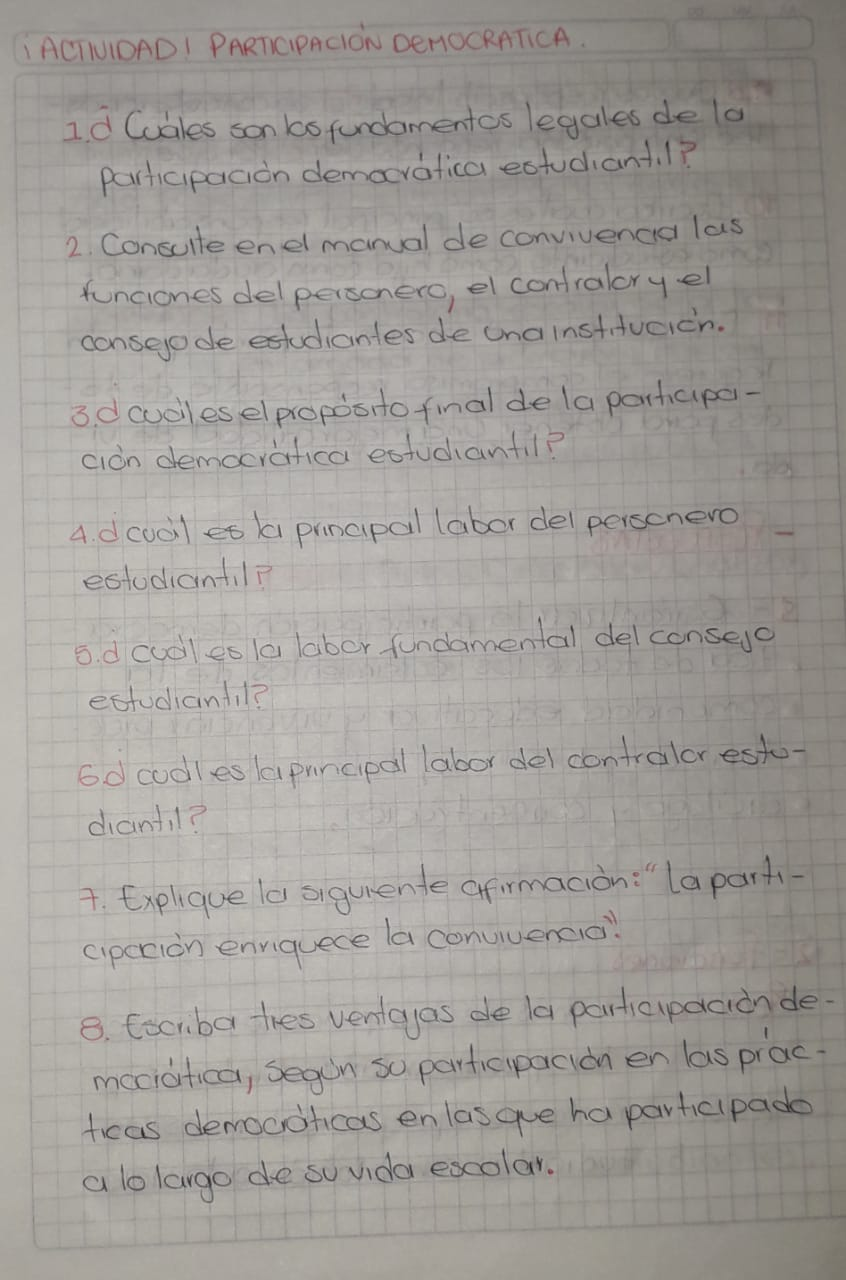 ¡ACTIVIDAD! PARTICIPACIÓN DEMOCRATICA.
1.¿ Cuáles son los fundamentos legales de la
participación democrática estudiantil?
2. Consulte en el manual de convivencia las
funciones del personero, el contralor y el
consejo de estudiantes de una institución.
3.¿ cuál es el propósito final de la participa-
ción democrática estudiantil?
4.¿ cuál es la principal labor del personero
estudiantil?
5.¿ cuál es la labor fundamental del consejo
estudiantil?
6¿ cuál es la principal labor del contralor estu-
diantil?
7. Explique la siguiente afirmación: "La parti-
cipación enriquece la convivencia".
8. Escriba tres ventajas de la participación de-
mocrática, según su participación en las prác-
ticas democráticas en las que ha participado
a lo largo de su vida escolar.